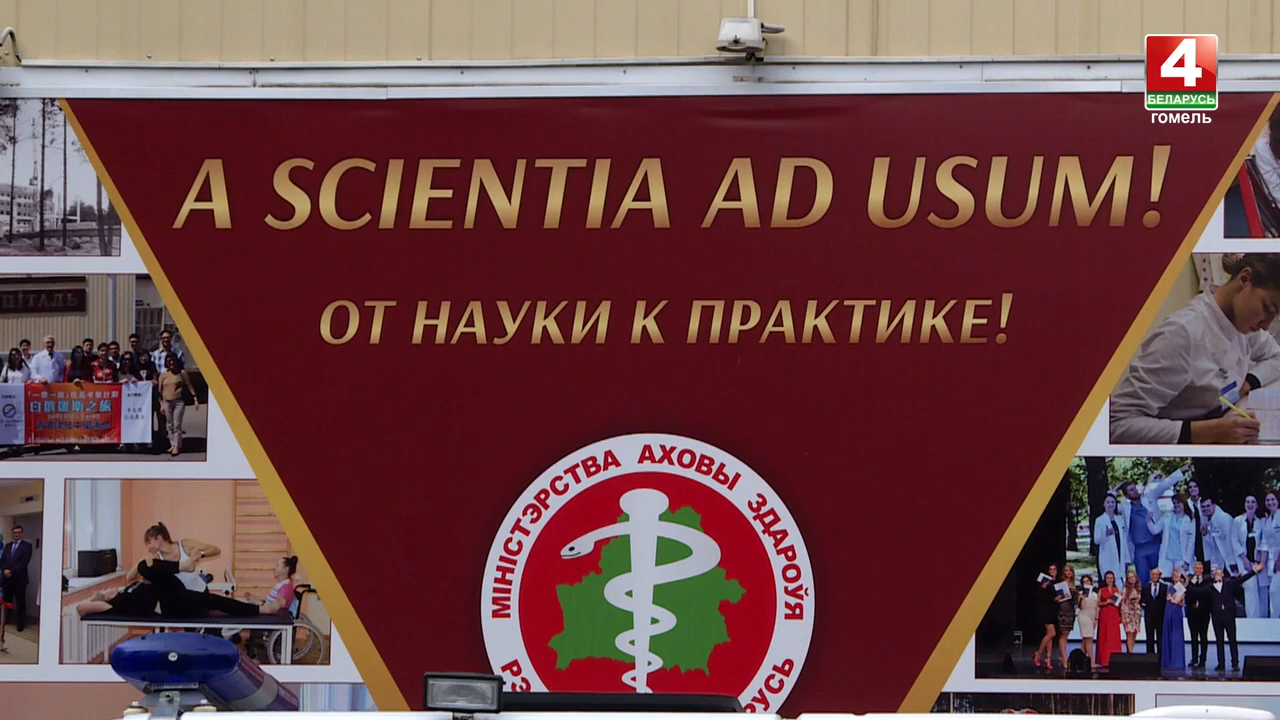 4
БЕЛАРУСЬ
гомель
A SCIENTIA AD USUM!
ОТ НАУКИ К ПРАКТИКЕ!
МІНІСТЭРСТВА АХОВЫ ЗДАРОЎЯ